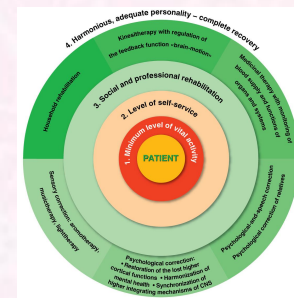 4. Harmonious, adequate personality – complete recovery
Kinesitherapy with regulation of
the feedback function «brain-motion»
Medicinal therapy with monitoring of
blood supply and functions of
organs and systems
Psychological-and-speech correction
Psychological correction of relatives
Psychological correction:
• Restoration of the lost higher
cortical functions • Harmonization of
mental health • Synchronization of
higher integrating mechanisms of CNS
Sensory correction: aromatherapy,
musictherapy, lighttherapy
Household rehabilitation
3. Social and professional rehabilitation
2. Level of self-service
1. Minimum level of vital activity
PATIENT